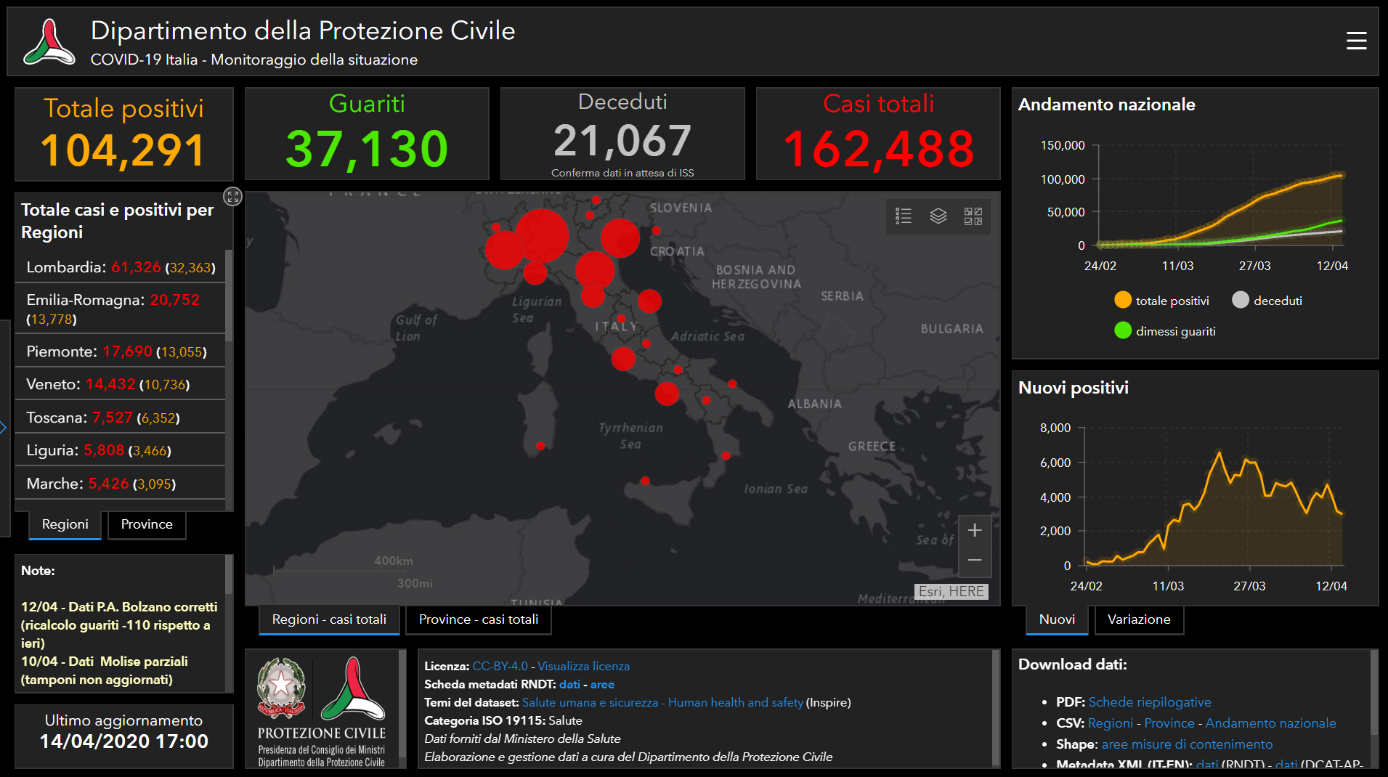 Dipartimento della Protezione Civile
COVID-19 Italia - Monitoraggio della situazione
Totale positivi
104,291
Guariti
37,130
Deceduti
21,067
Conferma dati in attesa di ISS
Casi totali
162,488
Totale casi e positivi per
Regioni
Lombardia: 61,326 (32,363)
Emilia-Romagna: 20,752
(13,778)
Piemonte: 17,690 (13,055)
Veneto: 14,432 (10,736)
Toscana: 7,527 (6,352)
Liguria: 5,808 (3,466)
Marche: 5,426 (3,095)
Regioni
Province
Note:
12/04 - Dati P.A. Bolzano corretti
(ricalcolo guariti -110 rispetto a
ieri)
10/04 - Dati Molise parziali
(tamponi non aggiornati)
Ultimo aggiornamento
14/04/2020 17:00
FRANCE
SLOVENIA
CROATIA
BOSNIA AND
HERZEGOVINA
SERBIA
BULGARIA
Ligurian
Sea
Gulf of
Lion
ITALY
Adriatic Sea
ALBANIA
Tyrrhenian
Sea
GREECE
Ionian Sea
Sea of
400km
300mi
TUNISIA
Mediterranean
Esri, HERE
Regioni - casi totali
Province - casi totali
PROTEZIONE CIVILE
Presidenza del Consiglio dei Ministri
Dipartimento della Protezione Civile
Licenza: CC-BY-4.0 - Visualizza licenza
Scheda metadati RNDT: dati - aree
Temi del dataset: Salute umana e sicurezza - Human health and safety (Inspire)
Categoria ISO 19115: Salute
Dati forniti dal Ministero della Salute
Elaborazione e gestione dati a cura del Dipartimento della Protezione Civile
Andamento nazionale
150,000
100,000
50,000
0
24/02
11/03
27/03
12/04
totale positivi
deceduti
dimessi guariti
Nuovi positivi
8,000
6,000
4,000
2,000
0
24/02
11/03
27/03
12/04
Nuovi
Variazione
Download dati:
• PDF: Schede riepilogative
• CSV: Regioni - Province - Andamento nazionale
• Shape: aree misure di contenimento
• Metadata XML (IT-EN): dati (RNDT) - dati (DCAT-AP-